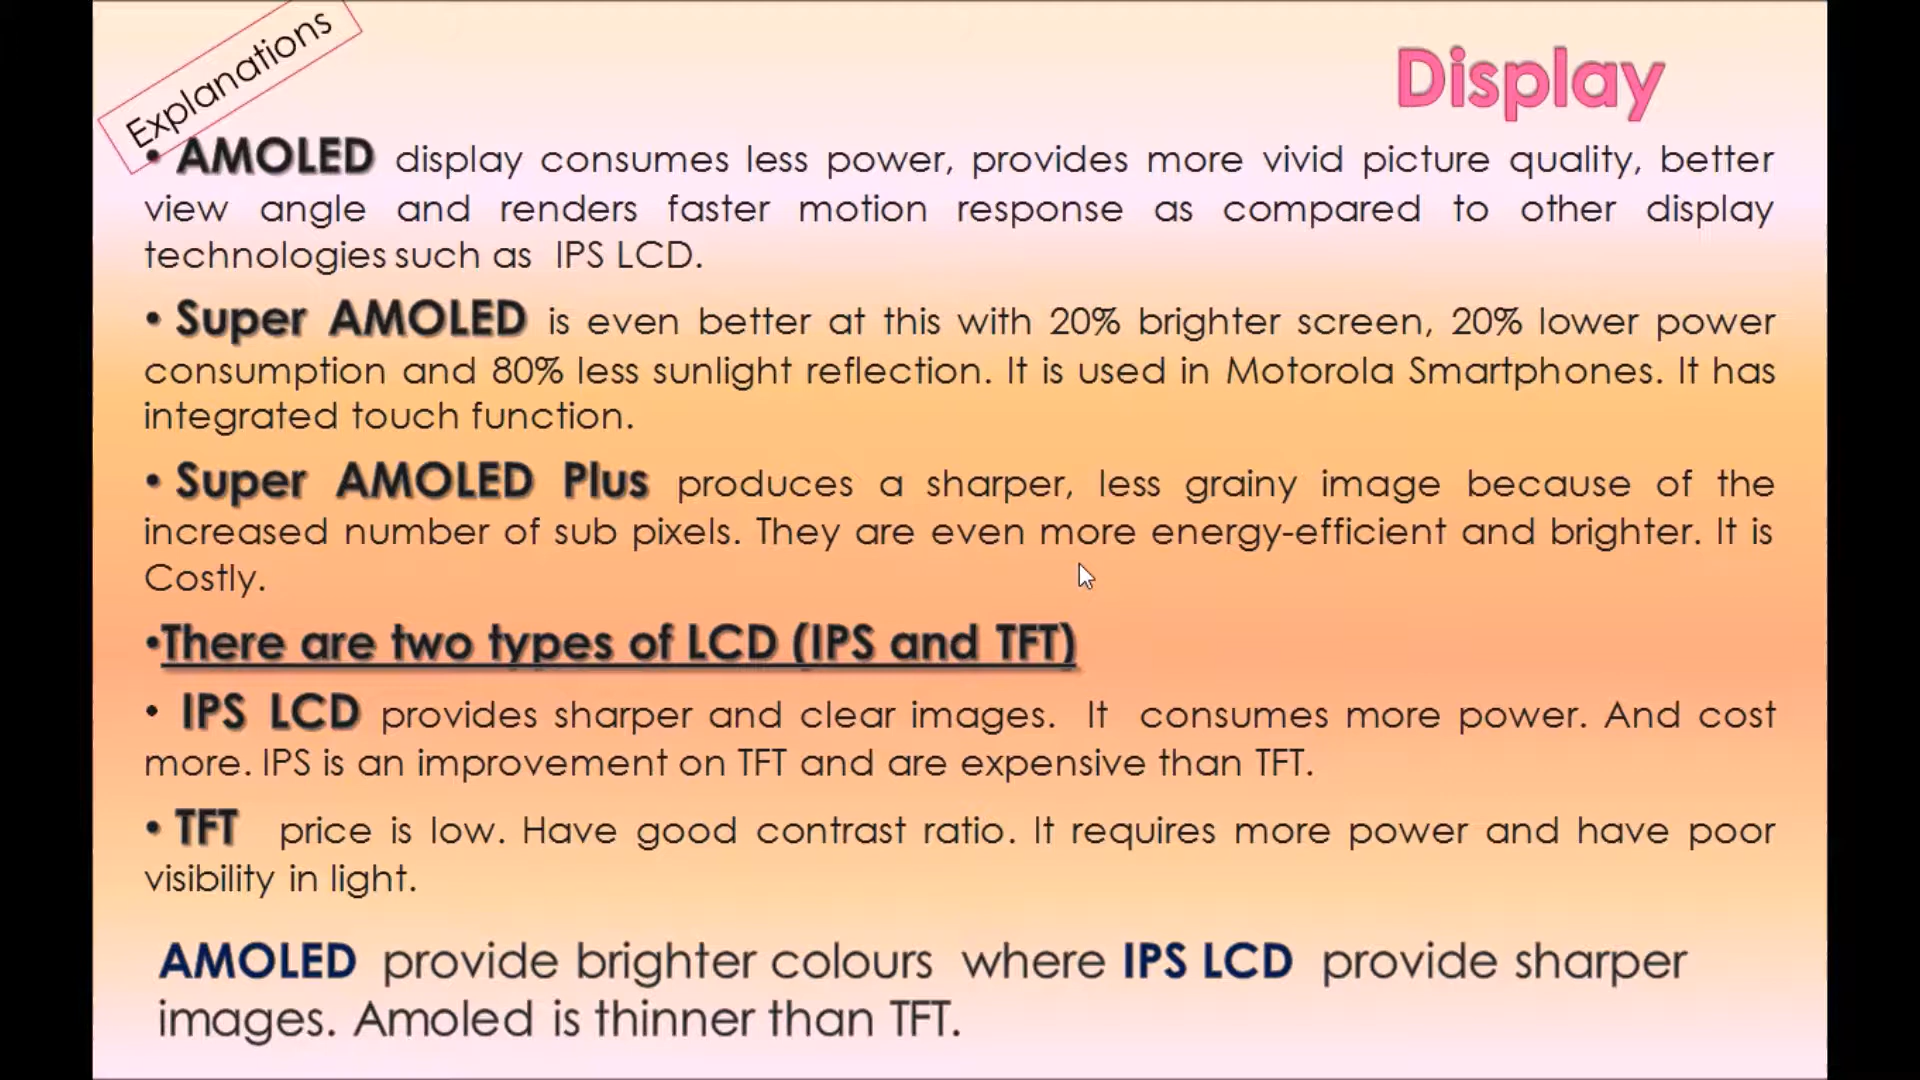 Explanations
Display
• AMOLED display consumes less power, provides more vivid picture quality, better
view angle and renders faster motion response as compared to other display
technologies such as IPS LCD.
• Super AMOLED is even better at this with 20% brighter screen, 20% lower power
consumption and 80% less sunlight reflection. It is used in Motorola Smartphones. It has
integrated touch function.
• Super AMOLED Plus produces a sharper, less grainy image because of the
increased number of sub pixels. They are even more energy-efficient and brighter. It is
Costly.
•There are two types of LCD (IPS and TFT)
• IPS LCD provides sharper and clear images. It consumes more power. And cost
more. IPS is an improvement on TFT and are expensive than TFT.
• TFT price is low. Have good contrast ratio. It requires more power and have poor
visibility in light.
AMOLED provide brighter colours where IPS LCD provide sharper
images. Amoled is thinner than TFT.